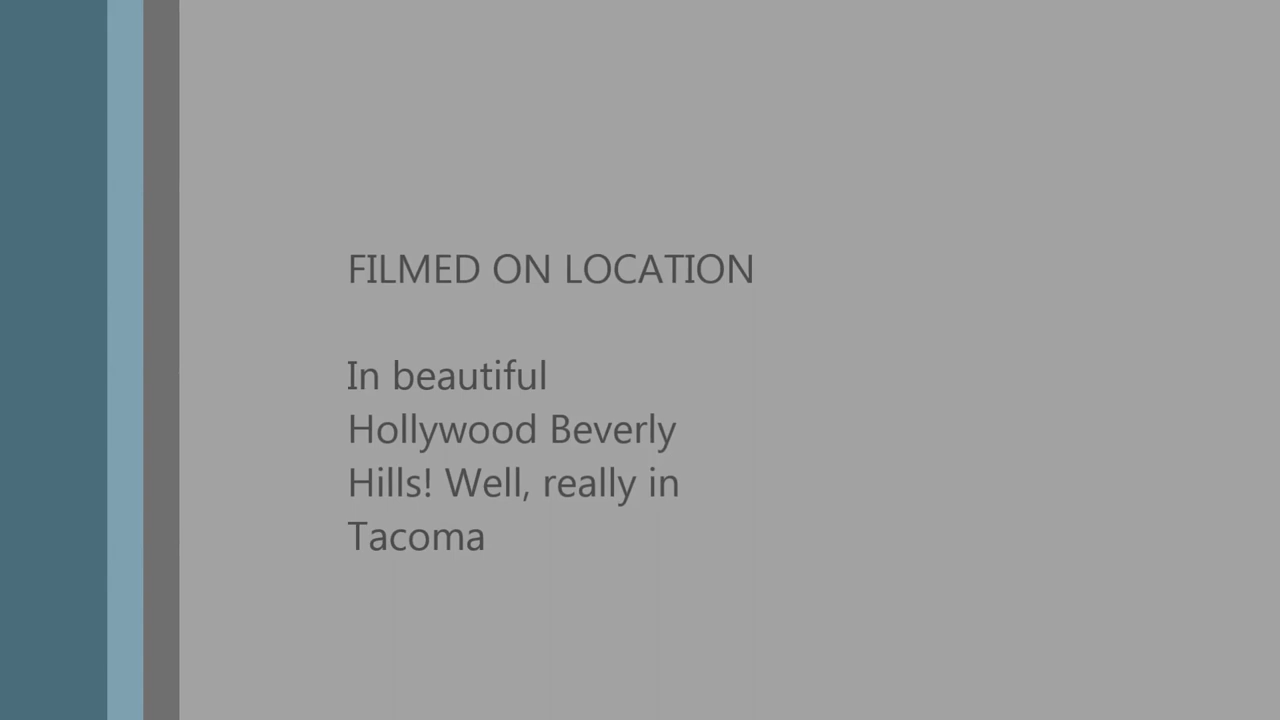 FILMED ON LOCATION
In beautiful
Hollywood Beverly
Hills! Well, really in
Tacoma